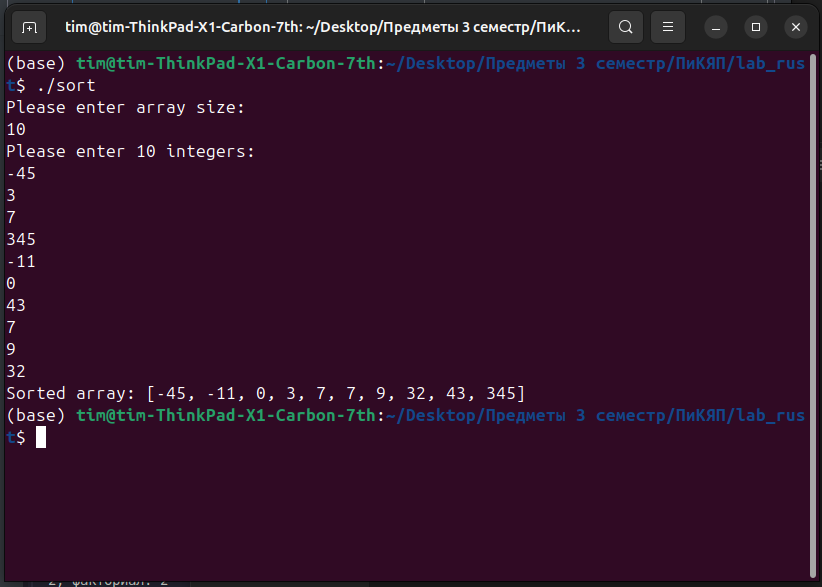 tim@tim-ThinkPad-X1-Carbon-7th: ~/Desktop/Предметы 3 семестр/ПиК...
(base) tim@tim-ThinkPad-X1-Carbon-7th:~/Desktop/Предметы 3 семестр/ПиКЯП/lab_rus
t$ ./sort
Please enter array size:
10
Please enter 10 integers:
-45
3
7
345
-11
0
43
7
9
32
Sorted array: [-45, -11, 0, 3, 7, 7, 9, 32, 43, 345]
(base) tim@tim-ThinkPad-X1-Carbon-7th:~/Desktop/Предметы 3 семестр/ПиКЯП/lab_rus
t$
2, факториал: 2